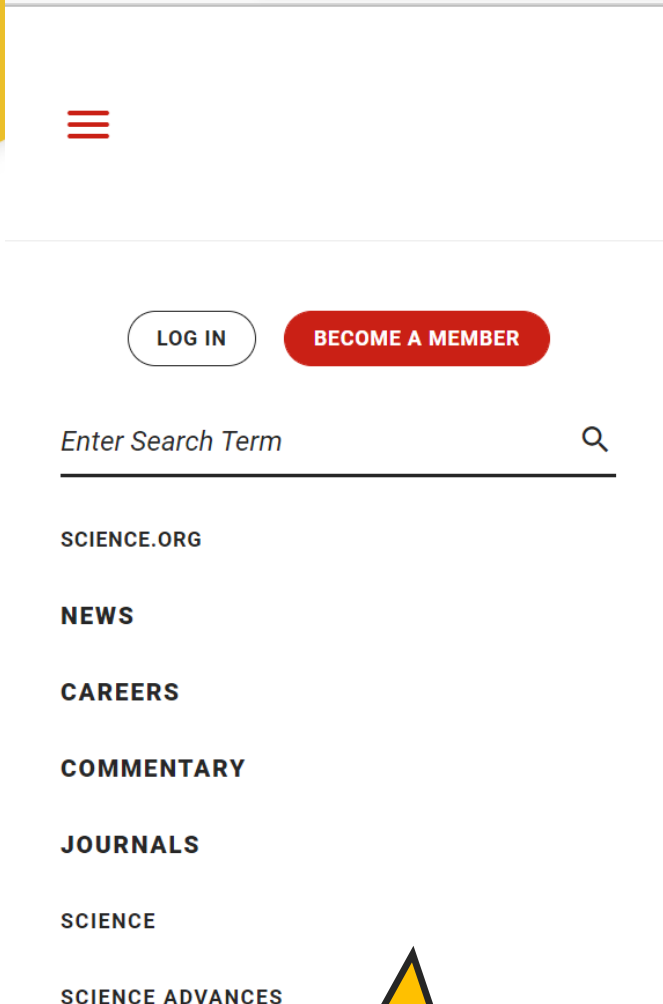 LOG IN
BECOME A MEMBER
Enter Search Term
SCIENCE.ORG
NEWS
CAREERS
COMMENTARY
JOURNALS
SCIENCE
SCIENCE ADVANCES